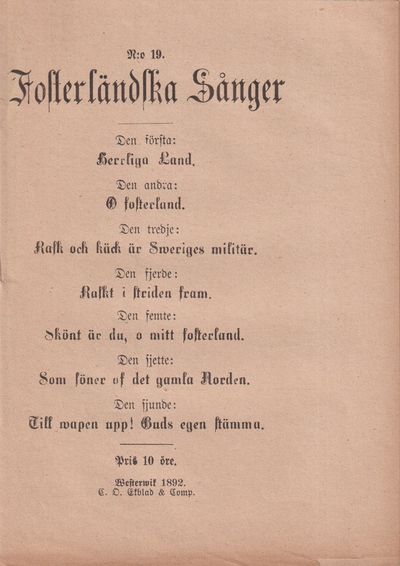 N:o 19.
Fosterländska Sånger
Den första:
Herrliga Land.
Den andra:
O fosterland.
Den tredje:
Rask och käck är Sweriges militär.
Den fjerde:
Raskt i striden fram.
Den femte:
Skönt är du, o mitt fosterland.
Den sjette:
Som söner af det gamla Norden.
Den sjunde:
Till wapen upp! Guds egen stämma.
Pris 10 öre.
Westerwik 1892.
C. O. Ekblad & Comp.